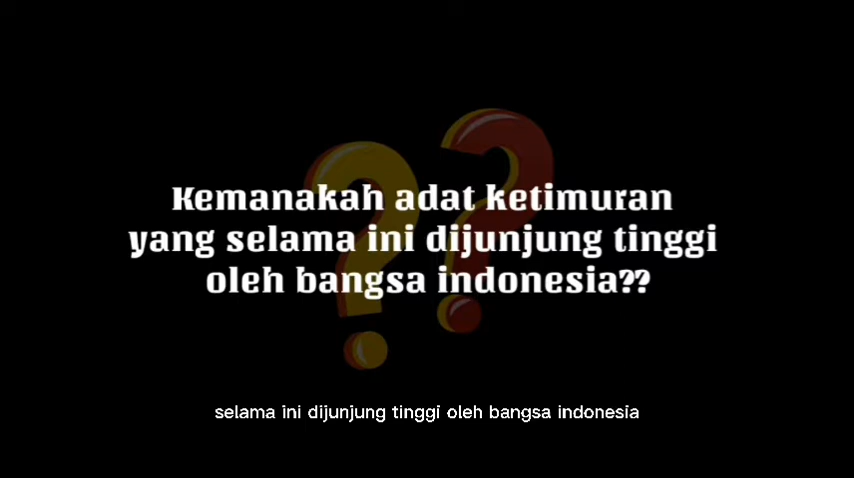 Kemanakah adat ketimuran
yang selama ini dijunjung tinggi
oleh bangsa indonesia??
selama ini dijunjung tinggi oleh bangsa indonesia